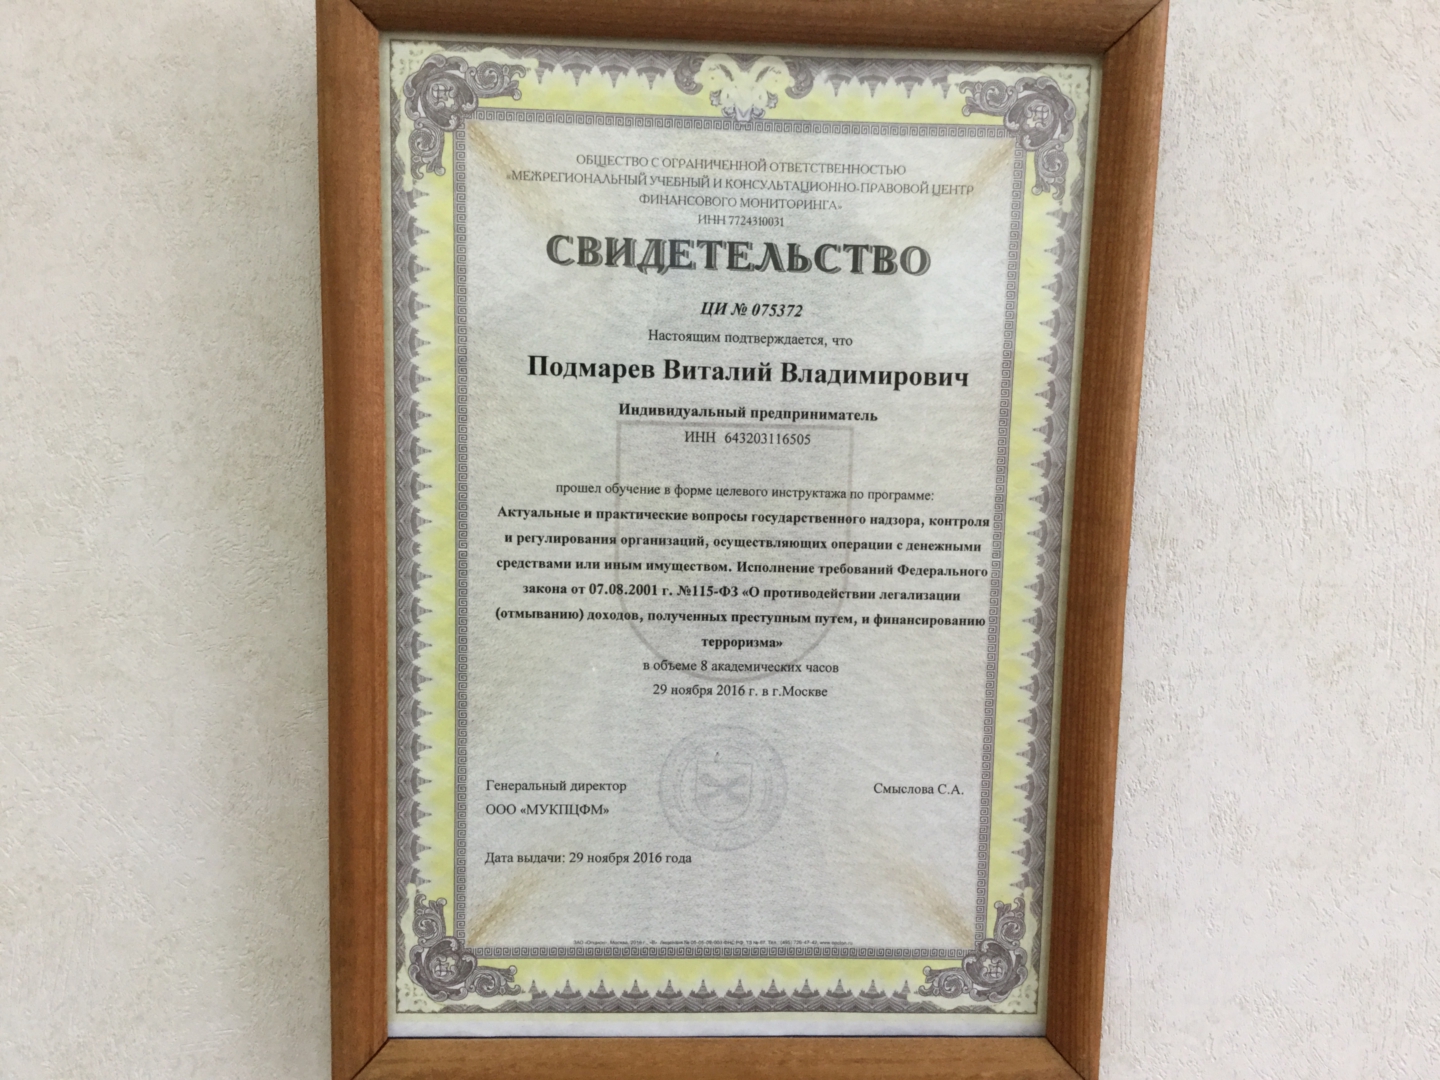 ОБЩЕСТВО С ОГРАНИЧЕННОЙ ОТВЕТСТВЕННОСТЬЮ
«МЕЖРЕГИОНАЛЬНЫЙ УЧЕБНЫЙ И КОНСУЛЬТАЦИОННО-ПРАВОВОЙ ЦЕНТР
ФИНАНСОВОГО МОНИТОРИНГА»
ИНН 7724310031
СВИДЕТЕЛЬСТВО
ЦИ № 075372
Настоящим подтверждается, что
Подмарев Виталий Владимирович
Индивидуальный предприниматель
ИНН 643203116505
прошел обучение в форме целевого инструктажа по программе:
Актуальные и практические вопросы государственного надзора, контроля
и регулирования организаций, осуществляющих операции с денежными
средствами или иным имуществом. Исполнение требований Федерального
закона от 07.08.2001 г. №115-ФЗ «О противодействии легализации
(отмыванию) доходов, полученных преступным путем, и финансированию
терроризма»
в объеме 8 академических часов
29 ноября 2016 г. в г.Москве
Генеральный директор
ООО «МУКПЦФМ»
Смыслова С.А.
Дата выдачи: 29 ноября 2016 года